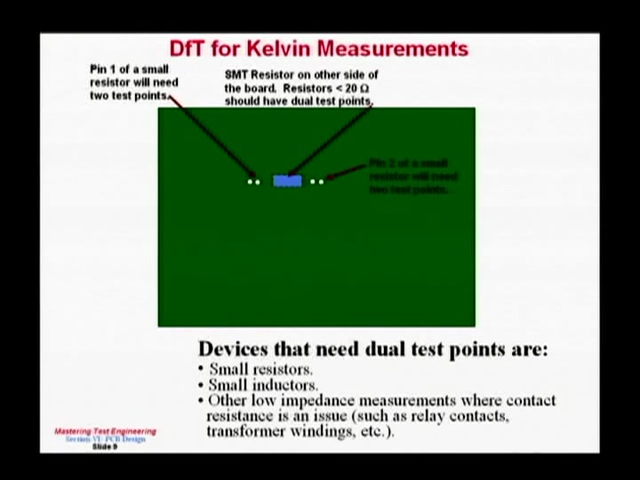 DfT for Kelvin Measurements
Pin 1 of a small
resistor will need
two test points.
SMT Resistor on other side of
the board. Resistors < 20 Ω
should have dual test points.
Pin 2 of a small
resistor will need
two test points.
Devices that need dual test points are:
• Small resistors.
• Small inductors.
• Other low impedance measurements where contact
resistance is an issue (such as relay contacts,
transformer windings, etc.).
Mastering Test Engineering
Section VI: PCB Design
Slide 9